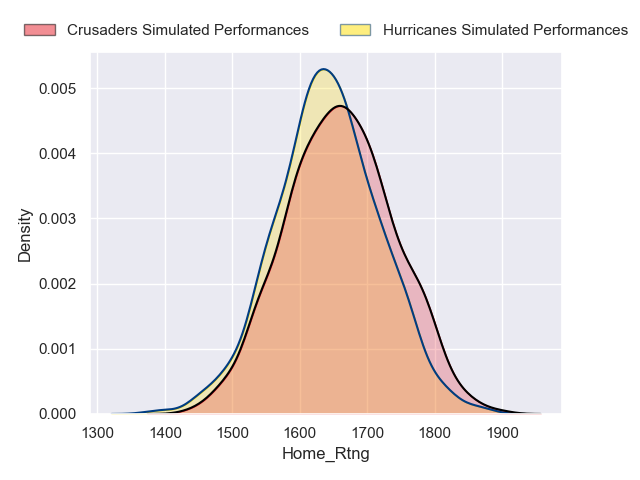 Crusaders Simulated Performances
Hurricanes Simulated Performances
0.005
0.004
0.003
0.002
0.001
0.000
Density
1300 1400 1500 1600 1700 1800 1900
Home_Rtng